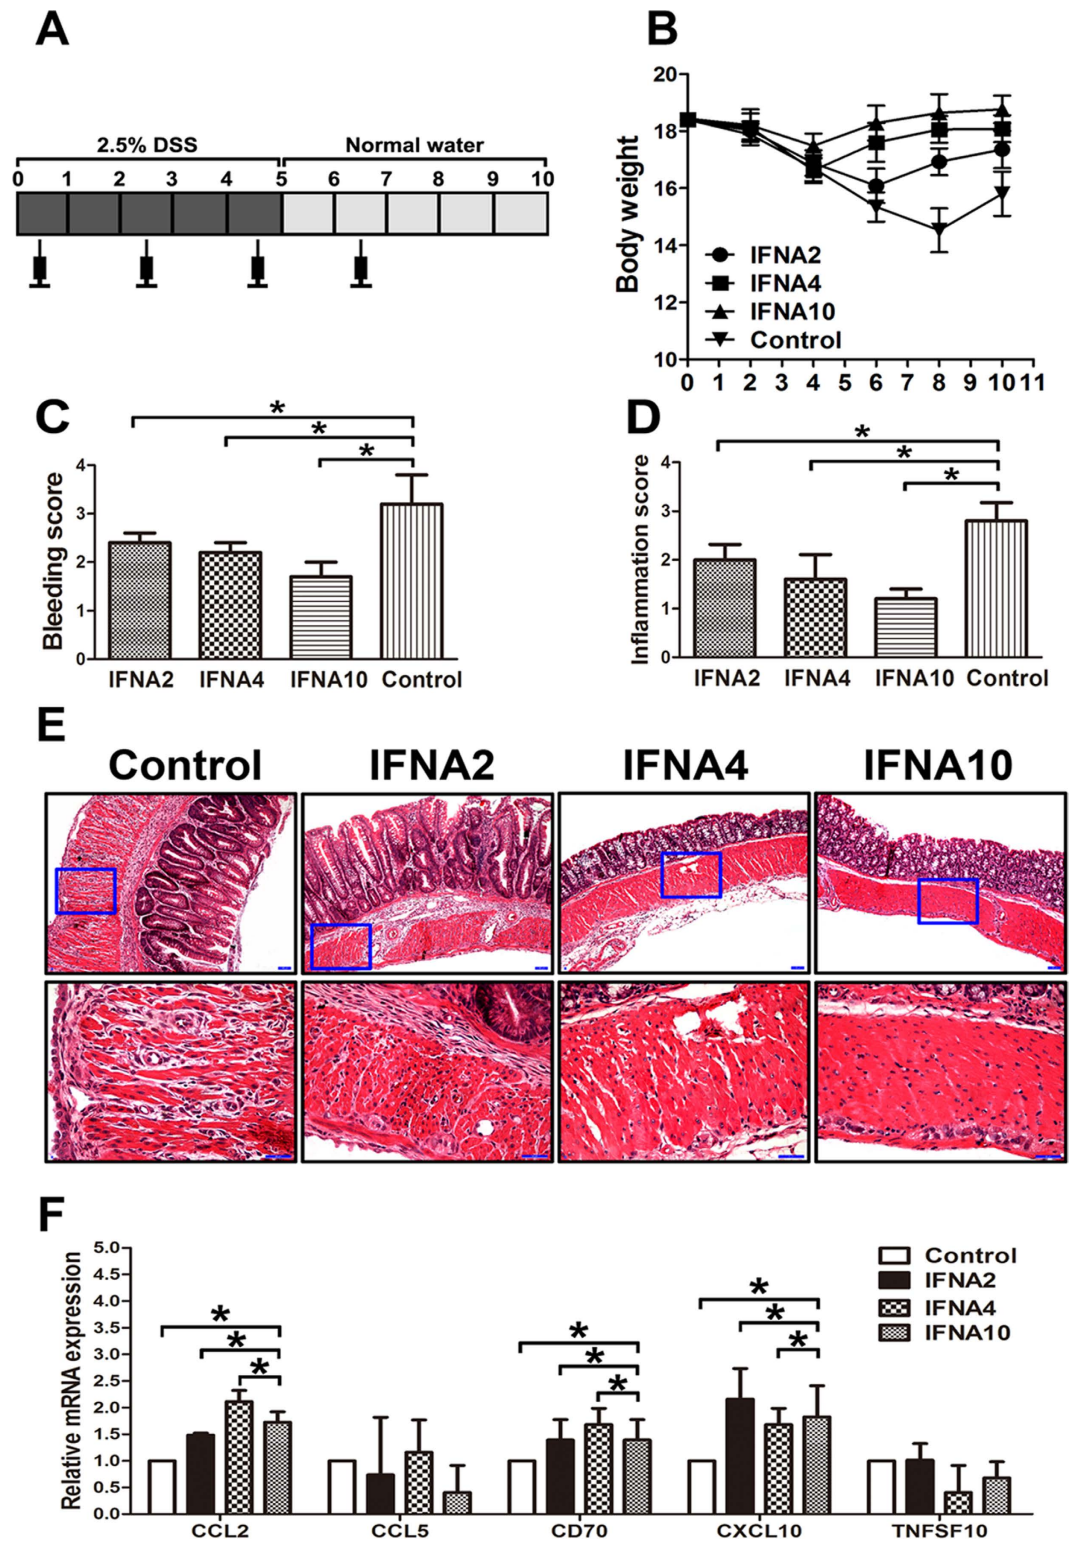 A
2.5% DSS Normal water
0 1 2 3 4 5 6 7 8 9 10
B
Body weight
20
18
16
14
12
10
IFNA2
IFNA4
IFNA10
Control
0 1 2 3 4 5 6 7 8 9 10 11
C
* * *
Bleeding score
4
3
2
1
0
IFNA2 IFNA4 IFNA10 Control
D
* * *
Inflammation score
4
3
2
1
0
IFNA2 IFNA4 IFNA10 Control
E
Control IFNA2 IFNA4 IFNA10
F
Relative mRNA expression
5.0
4.5
4.0
3.5
3.0
2.5
2.0
1.5
1.0
0.5
0.0
* * *
* * *
* * *
Control
IFNA2
IFNA4
IFNA10
CCL2 CCL5 CD70 CXCL10 TNFSF10